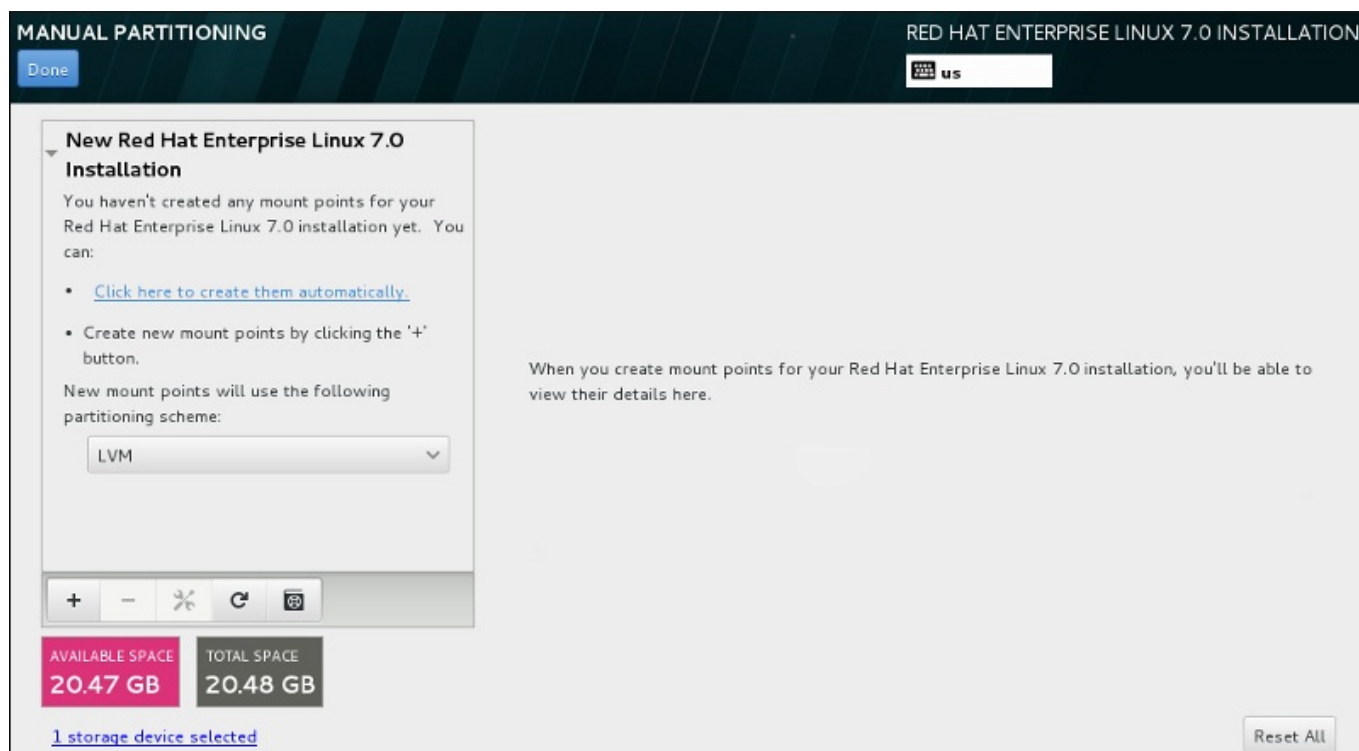 MANUAL PARTITIONING
RED HAT ENTERPRISE LINUX 7.0 INSTALLATION
Done
us
New Red Hat Enterprise Linux 7.0
Installation
You haven't created any mount points for your
Red Hat Enterprise Linux 7.0 installation yet.  You
can:
• Click here to create them automatically.
• Create new mount points by clicking the '+'
button.
New mount points will use the following
partitioning scheme:
LVM
When you create mount points for your Red Hat Enterprise Linux 7.0 installation, you'll be able to
view their details here.
+ −
AVAILABLE SPACE
20.47 GB
TOTAL SPACE
20.48 GB
1 storage device selected
Reset All